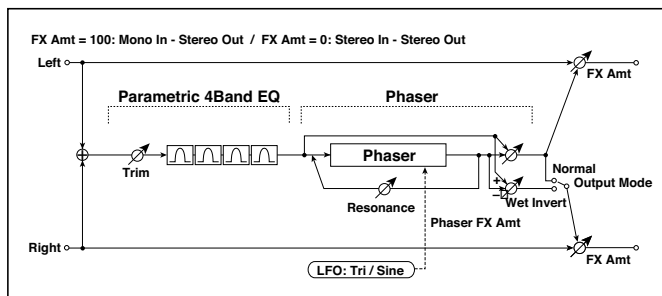 FX Amt = 100: Mono In - Stereo Out / FX Amt = 0: Stereo In - Stereo Out
Left
FX Amt
Parametric 4Band EQ
Phaser
Trim
Phaser
Resonance
+
−
Normal
Output Mode
Wet Invert
Phaser FX Amt
Right
FX Amt
LFO: Tri / Sine